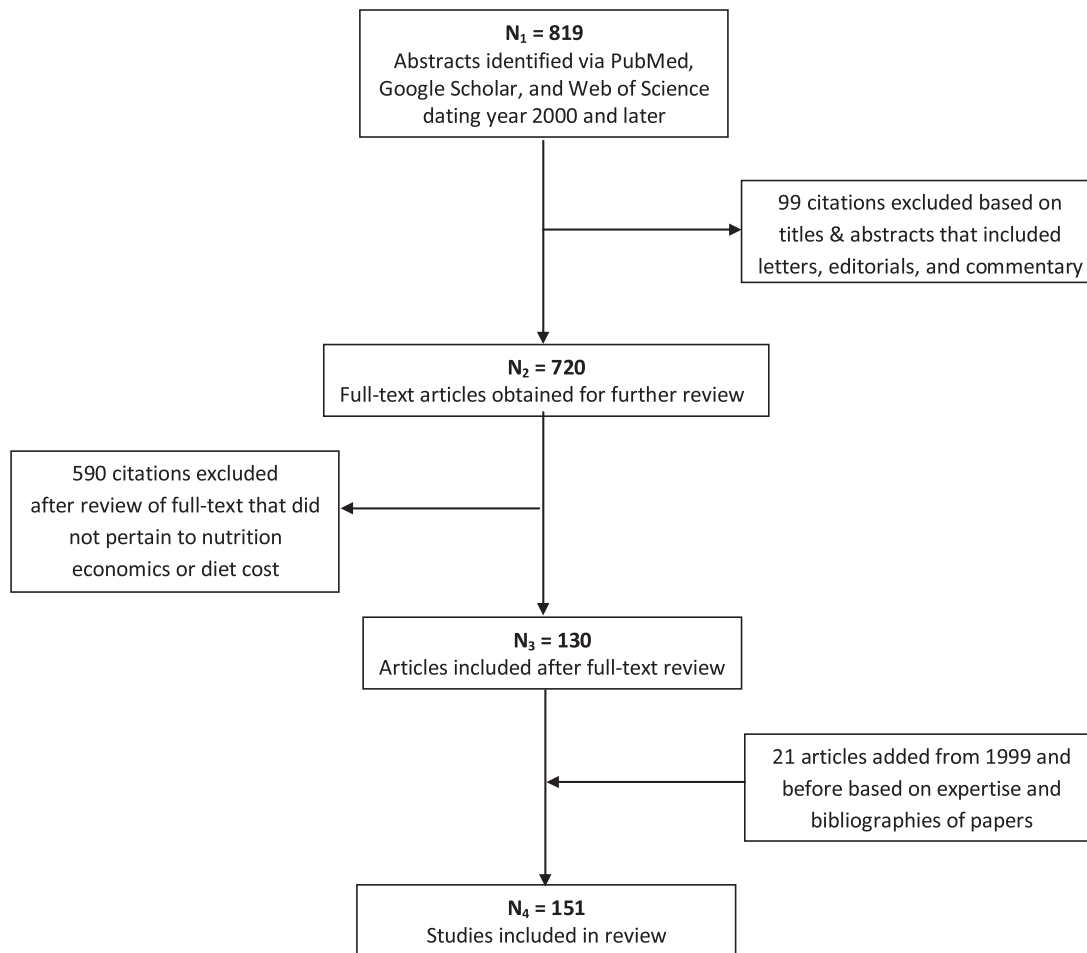 N₁ = 819
Abstracts identified via PubMed,
Google Scholar, and Web of Science
dating year 2000 and later
99 citations excluded based on
titles & abstracts that included
letters, editorials, and commentary
N₂ = 720
Full-text articles obtained for further review
590 citations excluded
after review of full-text that did
not pertain to nutrition
economics or diet cost
N₃ = 130
Articles included after full-text review
21 articles added from 1999 and
before based on expertise and
bibliographies of papers
N₄ = 151
Studies included in review